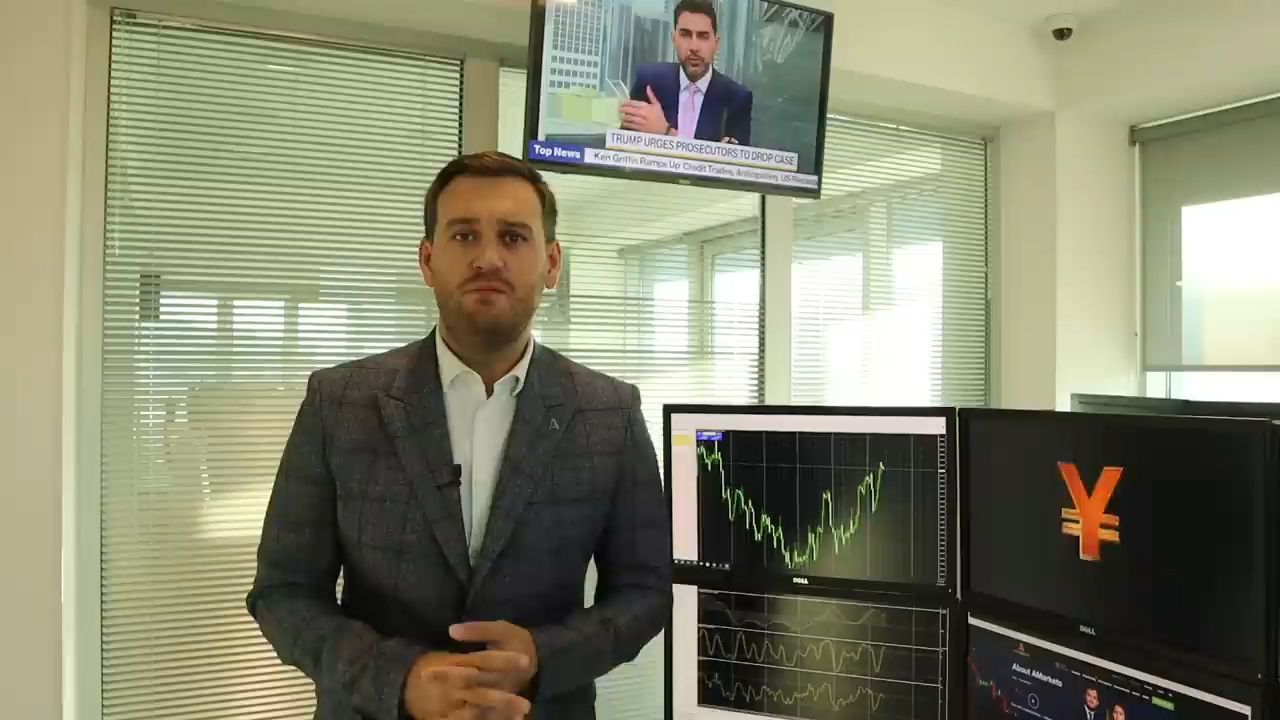 TRUMP URGES PROSECUTORS TO DROP CASE
Top News
Ken Griffin Ramps Up Credit Trades, Anticipating US Recess
A
¥
DELL
DELL
About AMarkets